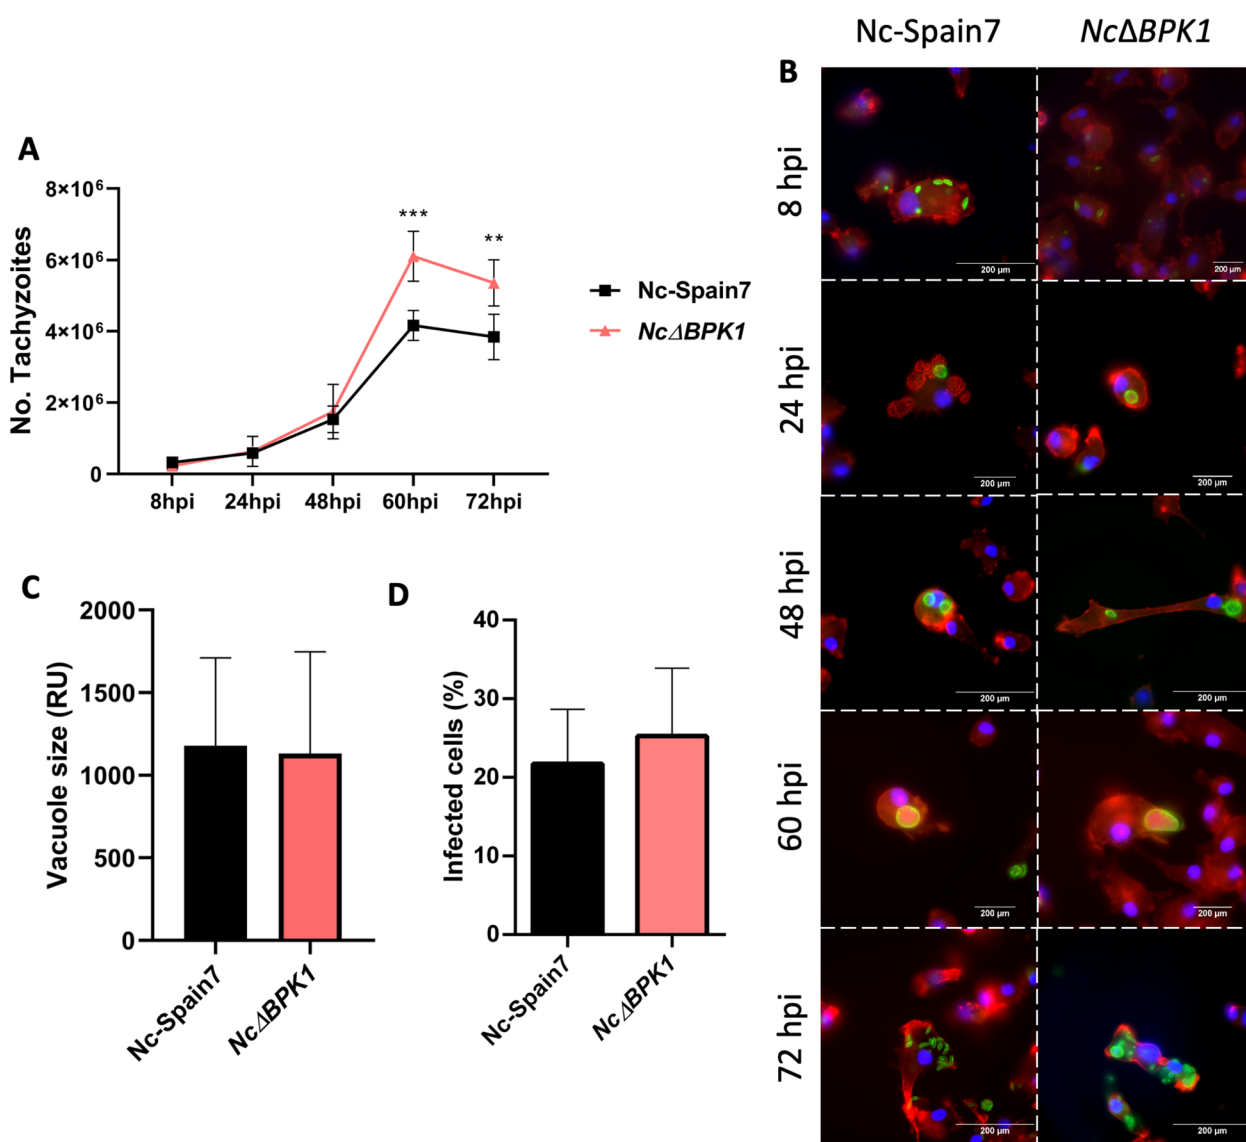 A
No. Tachyzoites
8×10⁶
6×10⁶
4×10⁶
2×10⁶
0
8hpi 24hpi 48hpi 60hpi 72hpi
***
**
Nc-Spain7
NcΔBPK1
B
Nc-Spain7 NcΔBPK1
8 hpi
200 μm 200 μm
24 hpi
200 μm 200 μm
48 hpi
200 μm 200 μm
60 hpi
200 μm 200 μm
72 hpi
200 μm 200 μm
C
Vacuole size (RU)
2000
1500
1000
500
0
Nc-Spain7 NcΔBPK1
D
Infected cells (%)
40
30
20
10
0
Nc-Spain7 NcΔBPK1